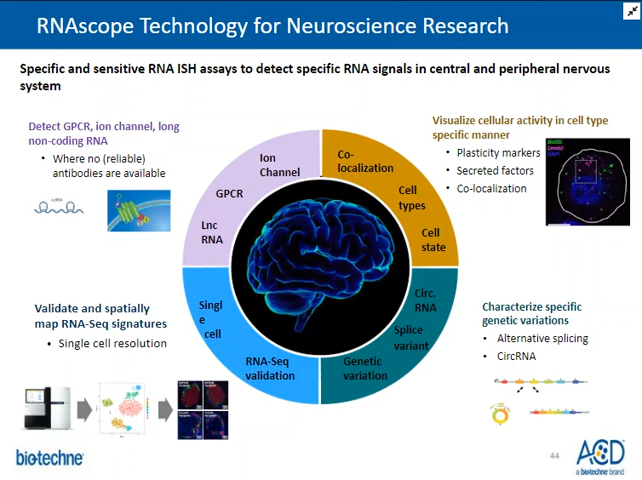 RNAscope Technology for Neuroscience Research
Specific and sensitive RNA ISH assays to detect specific RNA signals in central and peripheral nervous
system
Detect GPCR, ion channel, long
non-coding RNA
• Where no (reliable)
antibodies are available
Visualize cellular activity in cell type
specific manner
• Plasticity markers
• Secreted factors
• Co-localization
Ion
Channel
GPCR
Lnc
RNA
Co-
localization
Cell
types
Cell
state
Singl
e
cell
RNA-Seq
validation
Circ.
RNA
Splice
variant
Genetic
variation
Validate and spatially
map RNA-Seq signatures
• Single cell resolution
Characterize specific
genetic variations
• Alternative splicing
• CircRNA
bio-techne
44
ACD
a biotechne brand